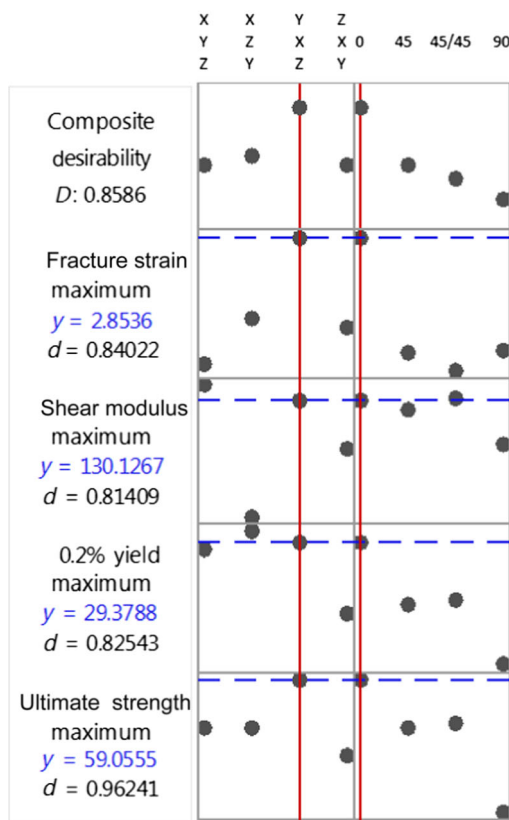 X X Y Z
Y Z X X 0 45 45/45 90
Z Y Z Y
Composite
desirability
D: 0.8586
Fracture strain
maximum
y = 2.8536
d = 0.84022
Shear modulus
maximum
y = 130.1267
d = 0.81409
0.2% yield
maximum
y = 29.3788
d = 0.82543
Ultimate strength
maximum
y = 59.0555
d = 0.96241